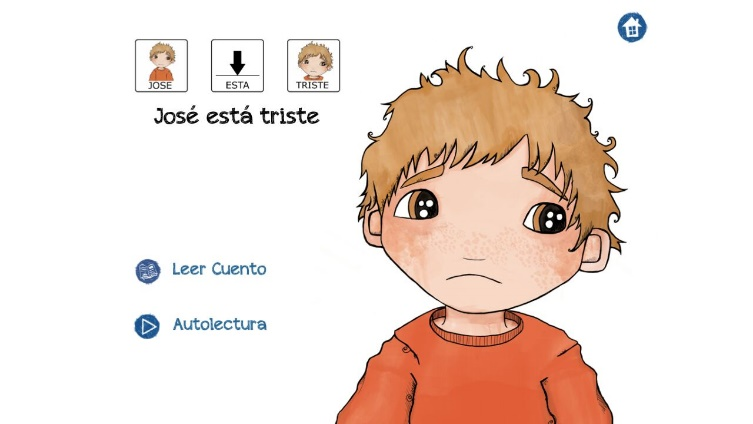 JOSE
ESTA
TRISTE
José está triste
Leer Cuento
Autolectura